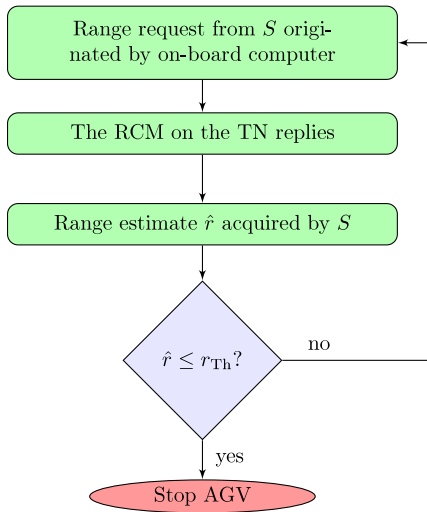 Range request from S origi-
nated by on-board computer
The RCM on the TN replies
Range estimate r̂ acquired by S
r̂ ≤ r_Th?
no
yes
Stop AGV